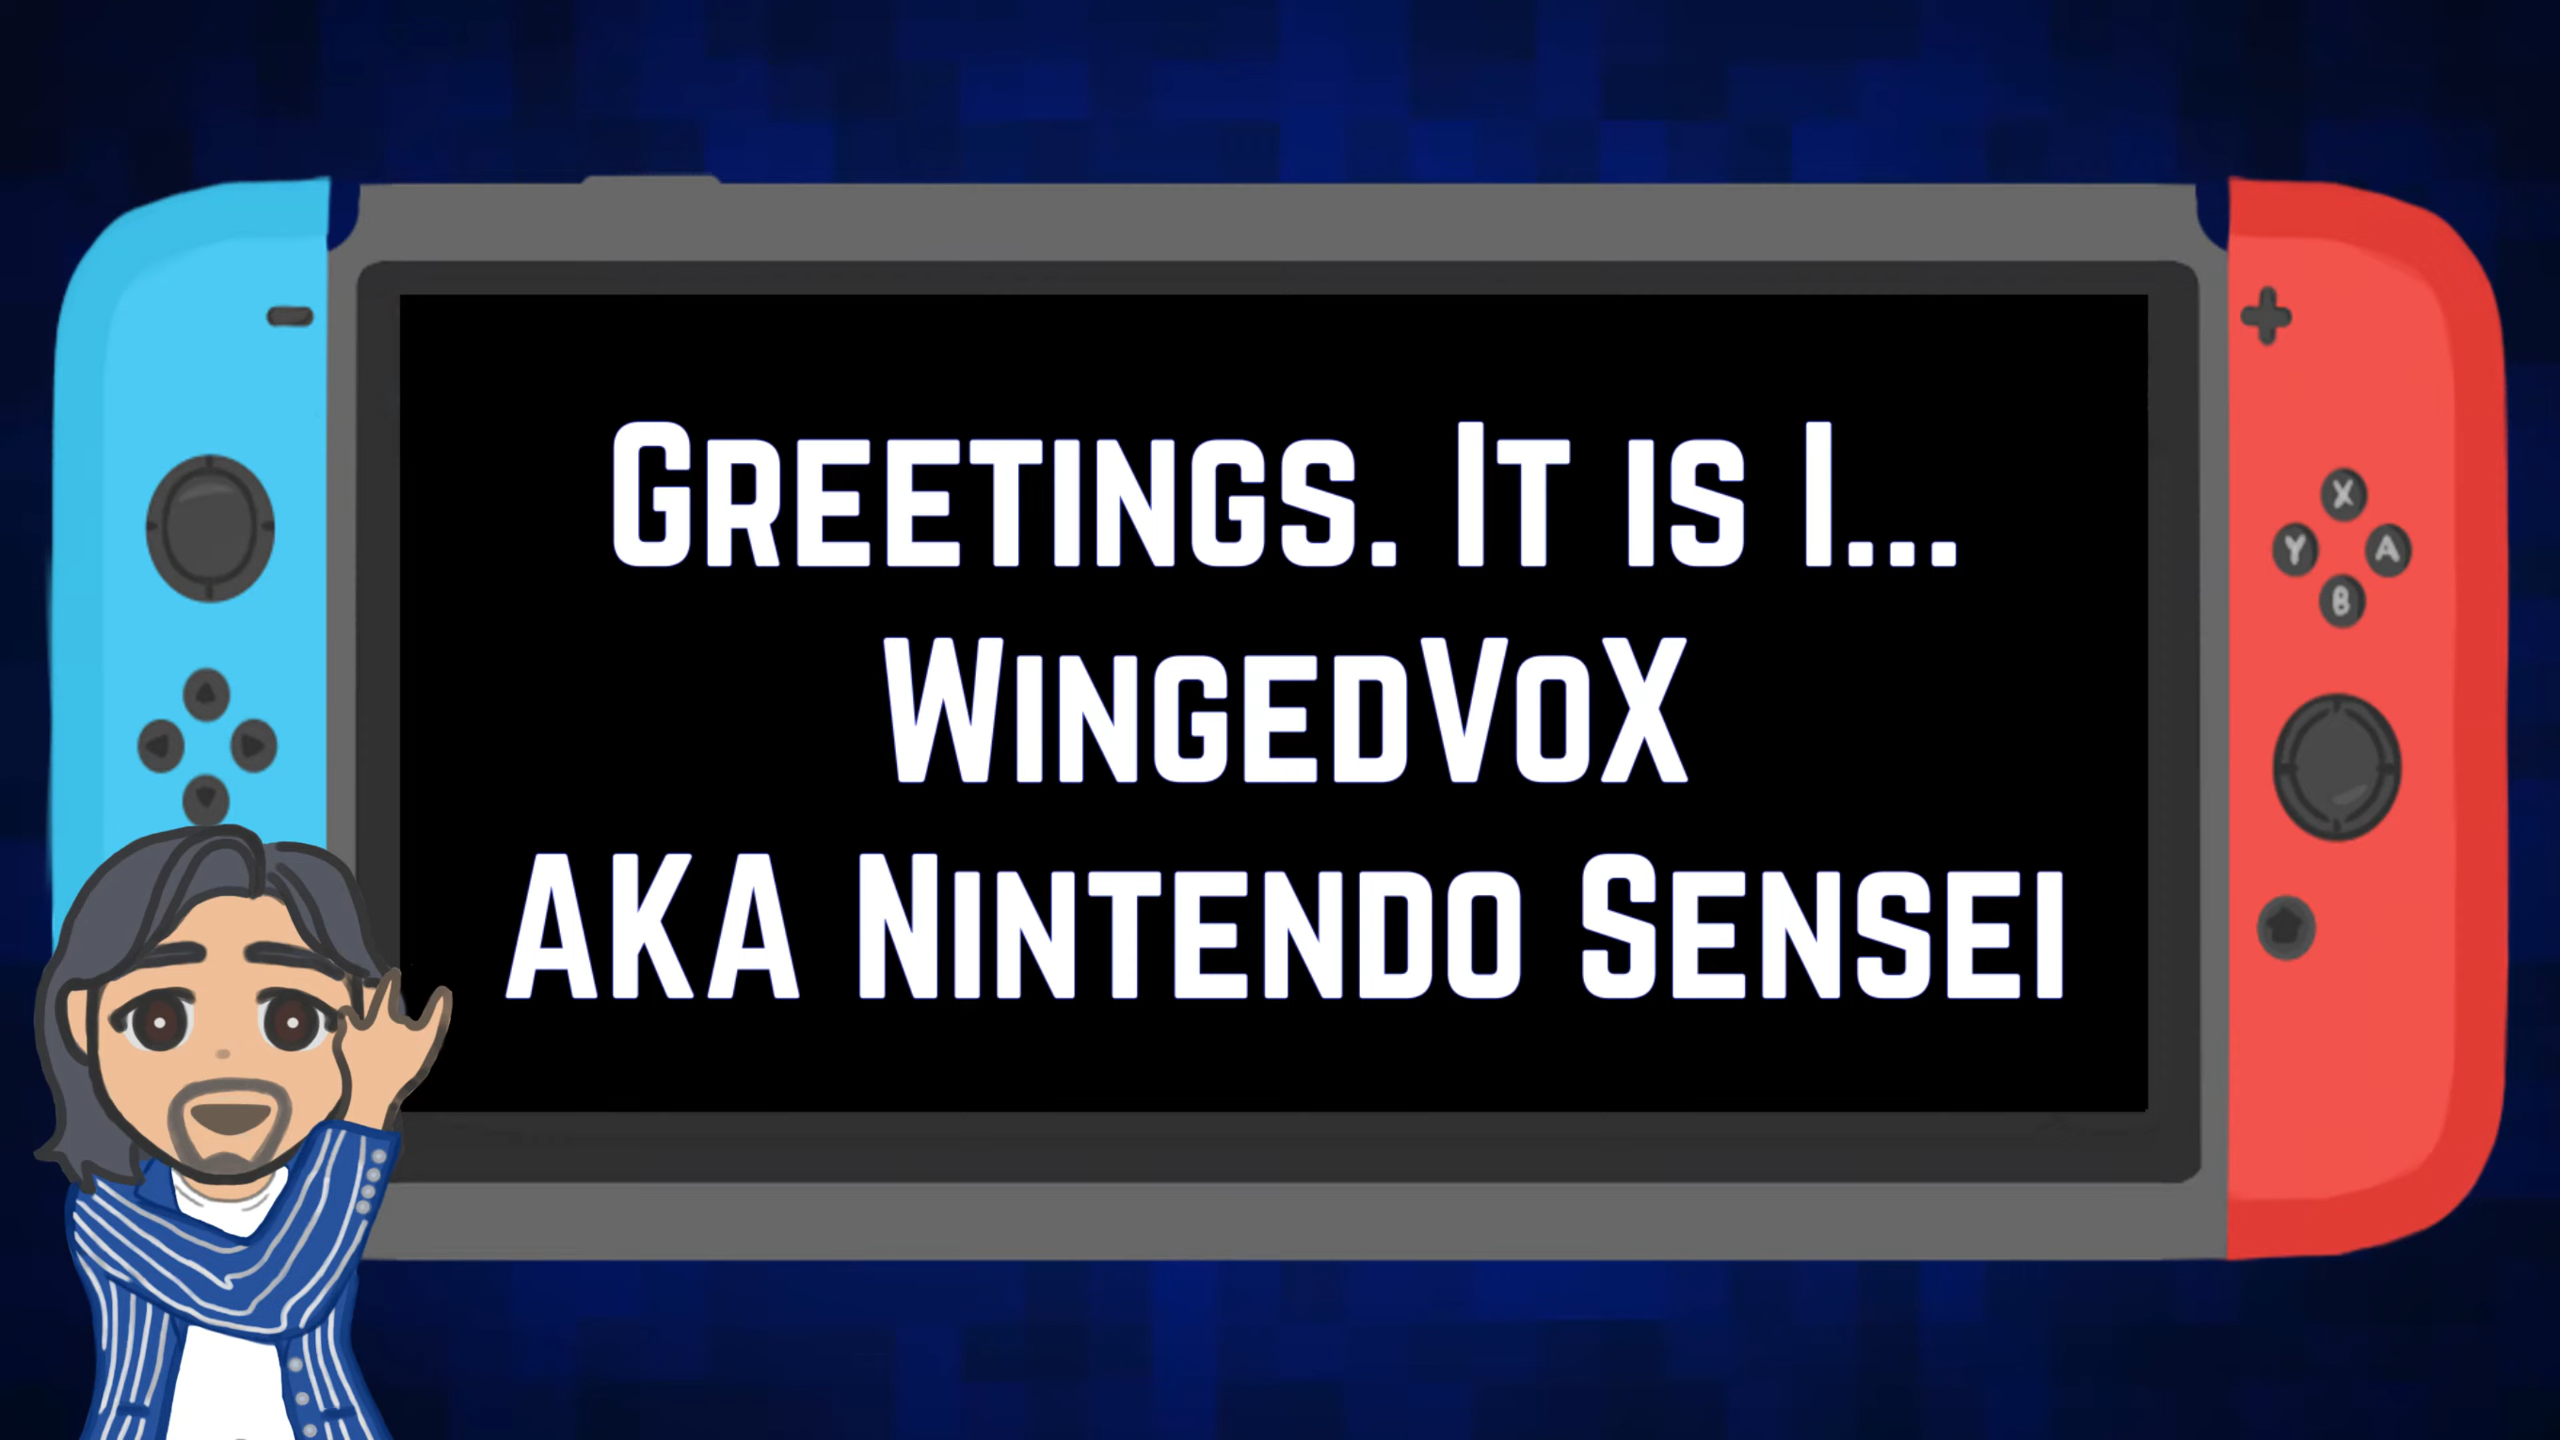 Greetings. It is I...
WingedVoX
AKA Nintendo Sensei
X
Y A
B